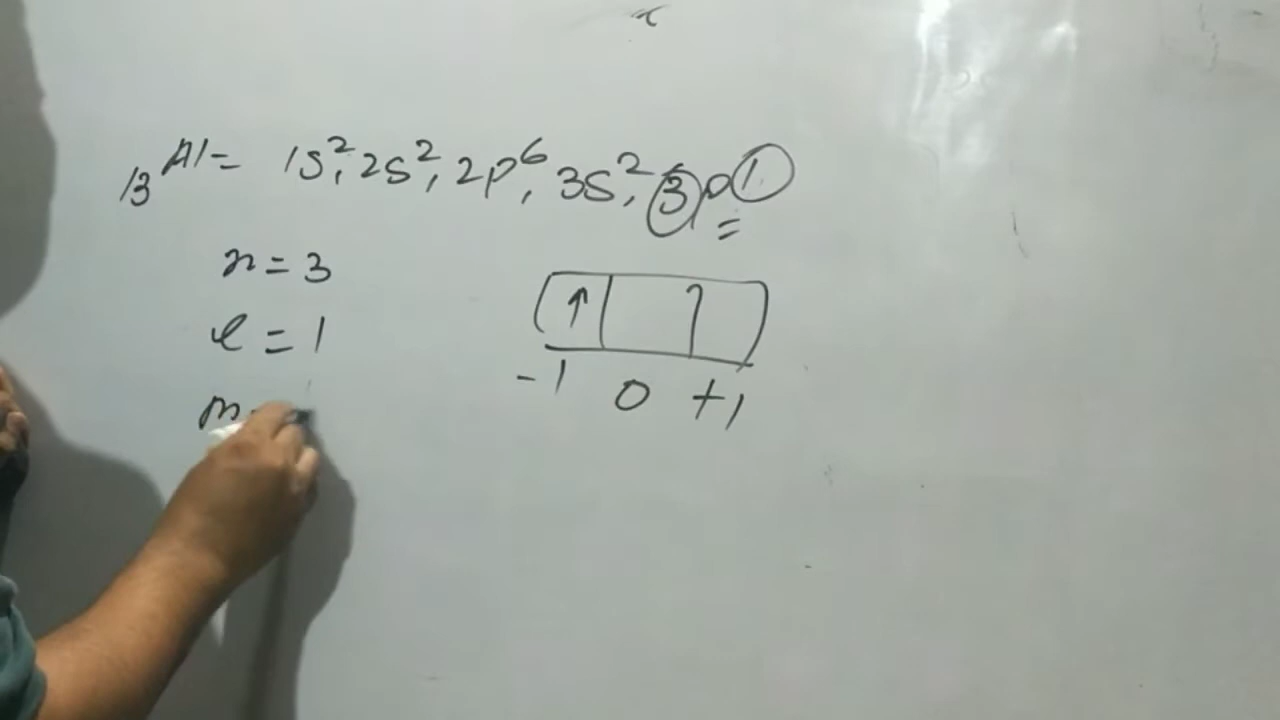 ₁₃Al = 1s², 2s², 2p⁶, 3s², 3p¹
n = 3
l = 1
-1 0 +1
m